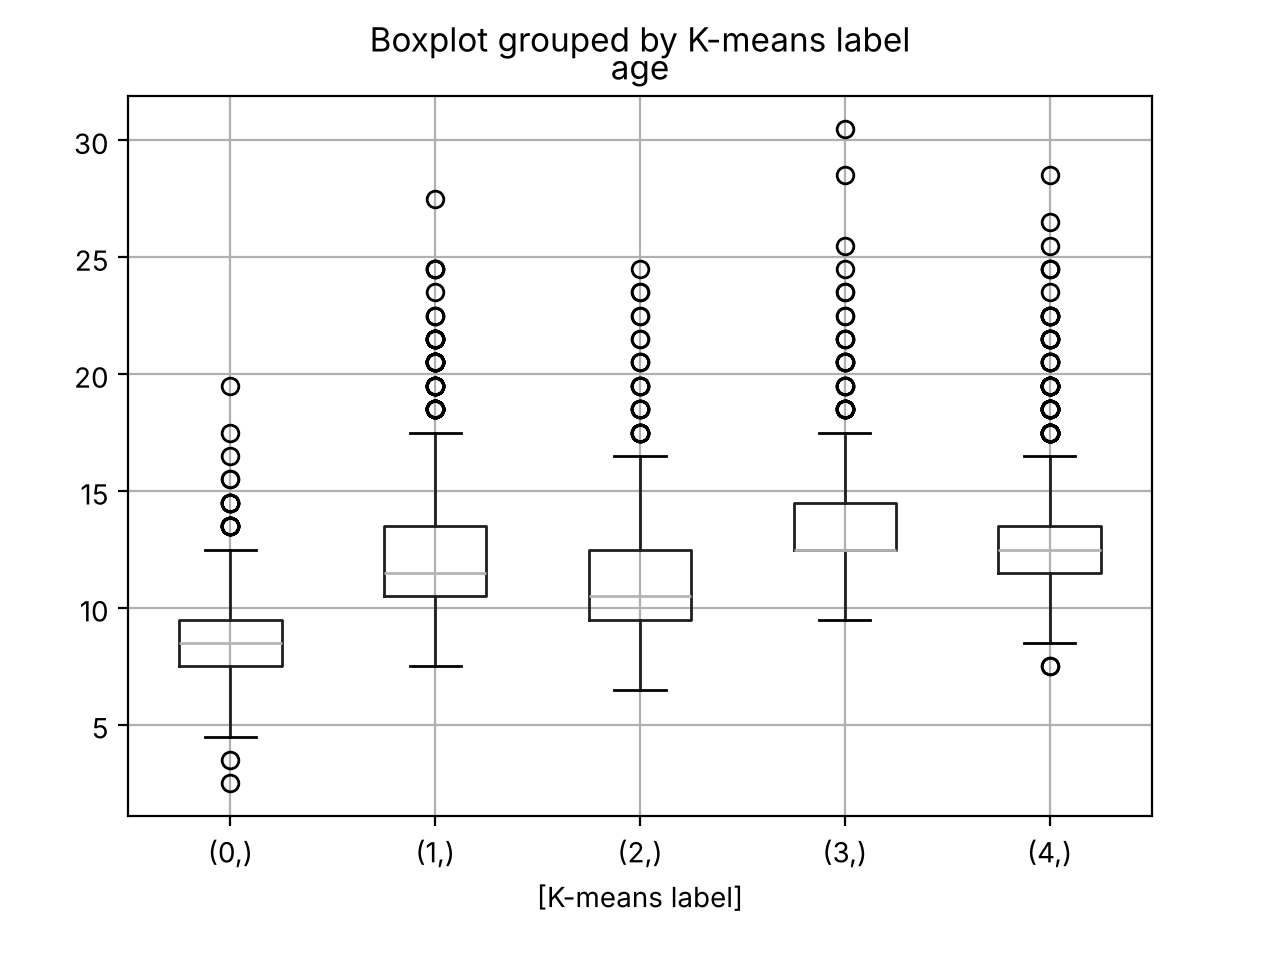 Boxplot grouped by K-means label
age
30
25
20
15
10
5
(0,) (1,) (2,) (3,) (4,)
[K-means label]